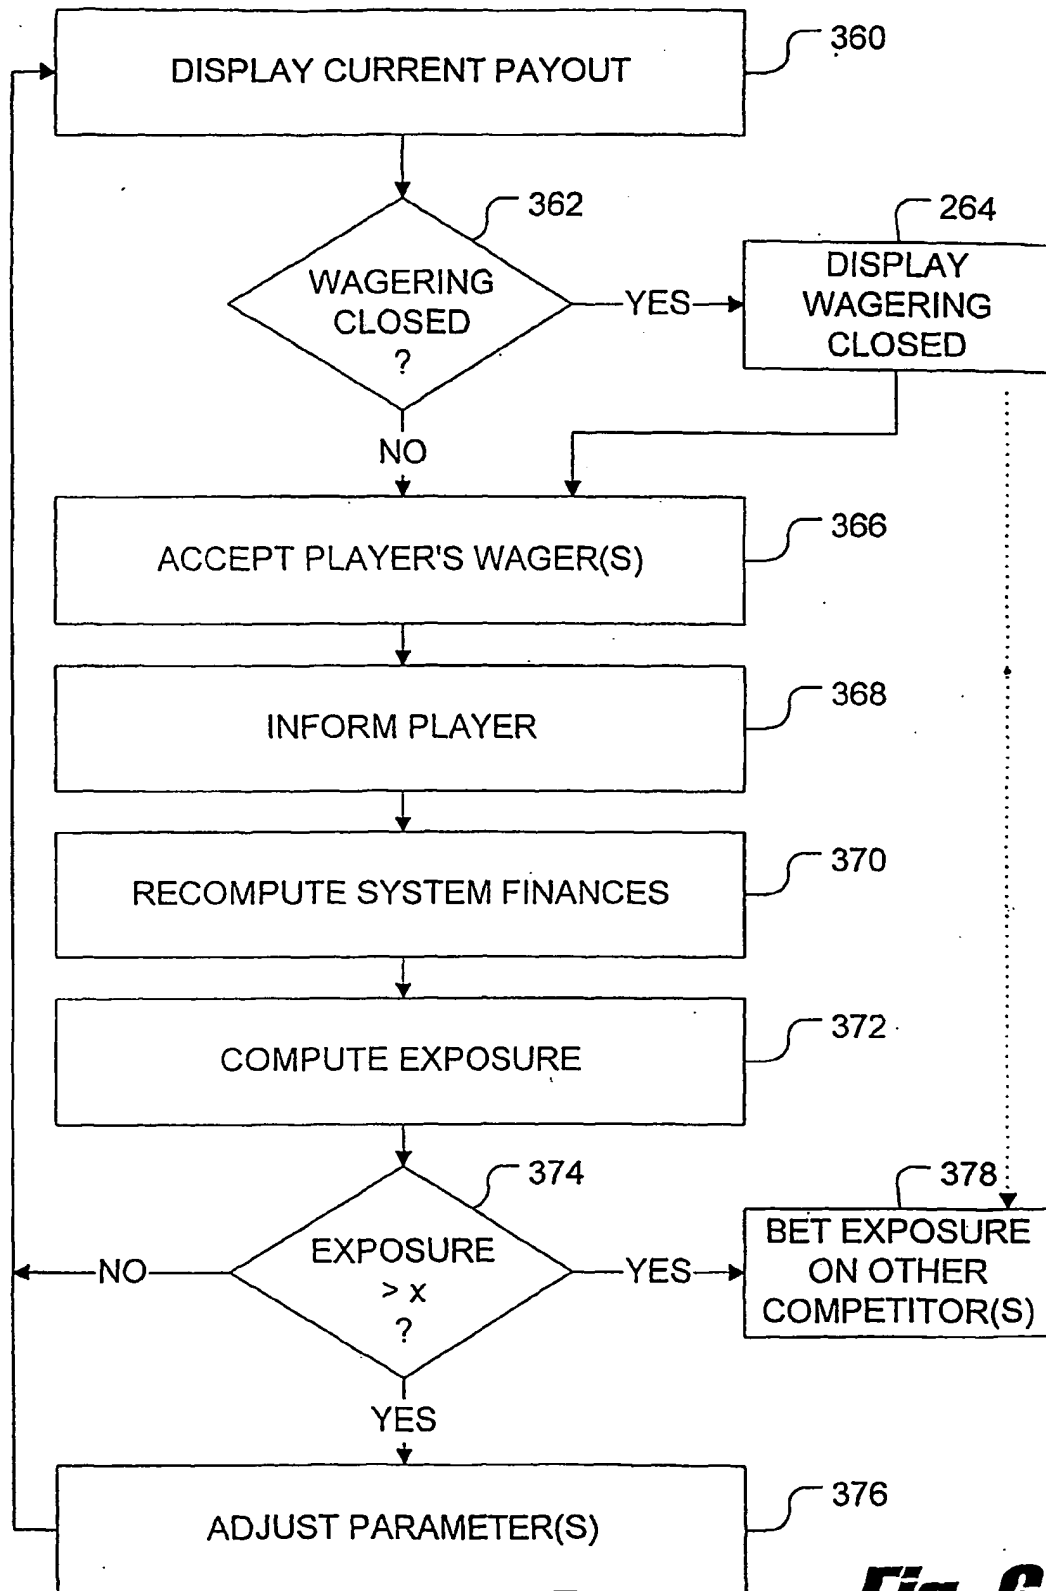 DISPLAY CURRENT PAYOUT
360
362
WAGERING
CLOSED
?
YES
264
DISPLAY
WAGERING
CLOSED
NO
ACCEPT PLAYER'S WAGER(S)
366
INFORM PLAYER
368
RECOMPUTE SYSTEM FINANCES
370
COMPUTE EXPOSURE
372
374
EXPOSURE
> x
?
NO
YES
378
BET EXPOSURE
ON OTHER
COMPETITOR(S)
YES
ADJUST PARAMETER(S)
376
Fig. 6